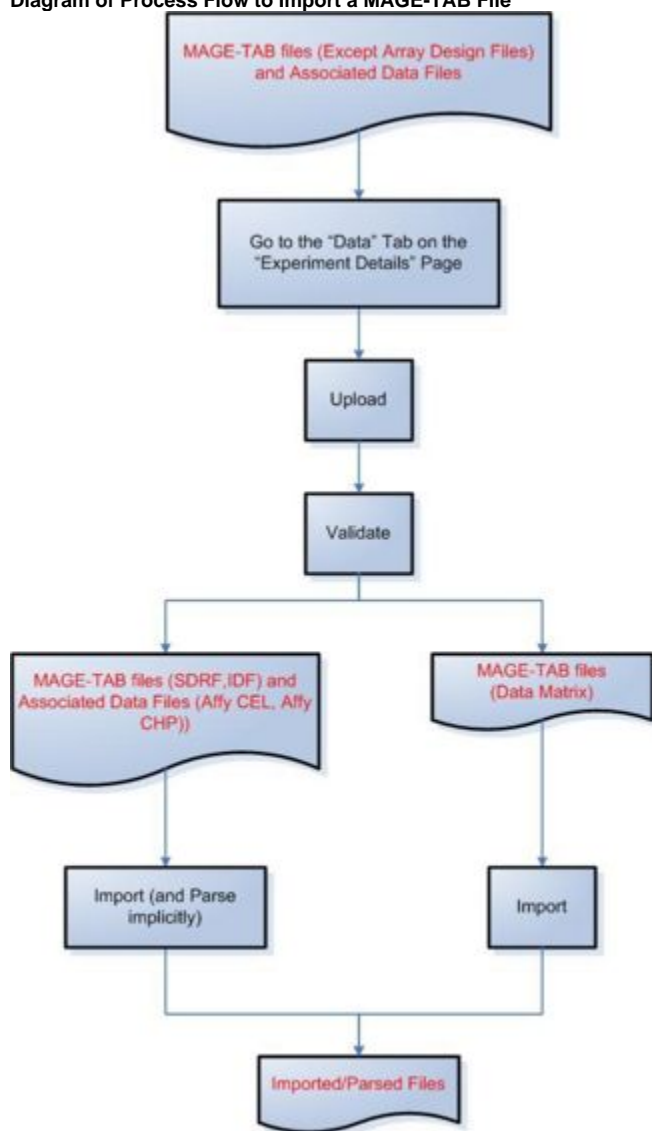 Diagram of Process Flow to Import a MAGE-TAB File
MAGE-TAB files (Except Array Design Files)
and Associated Data Files
Go to the “Data” Tab on the
“Experiment Details” Page
Upload
Validate
MAGE-TAB files (SDRF,IDF) and
Associated Data Files (Affy CEL, Affy
CHP))
MAGE-TAB files
(Data Matrix)
Import (and Parse
implicitly)
Import
Imported/Parsed Files